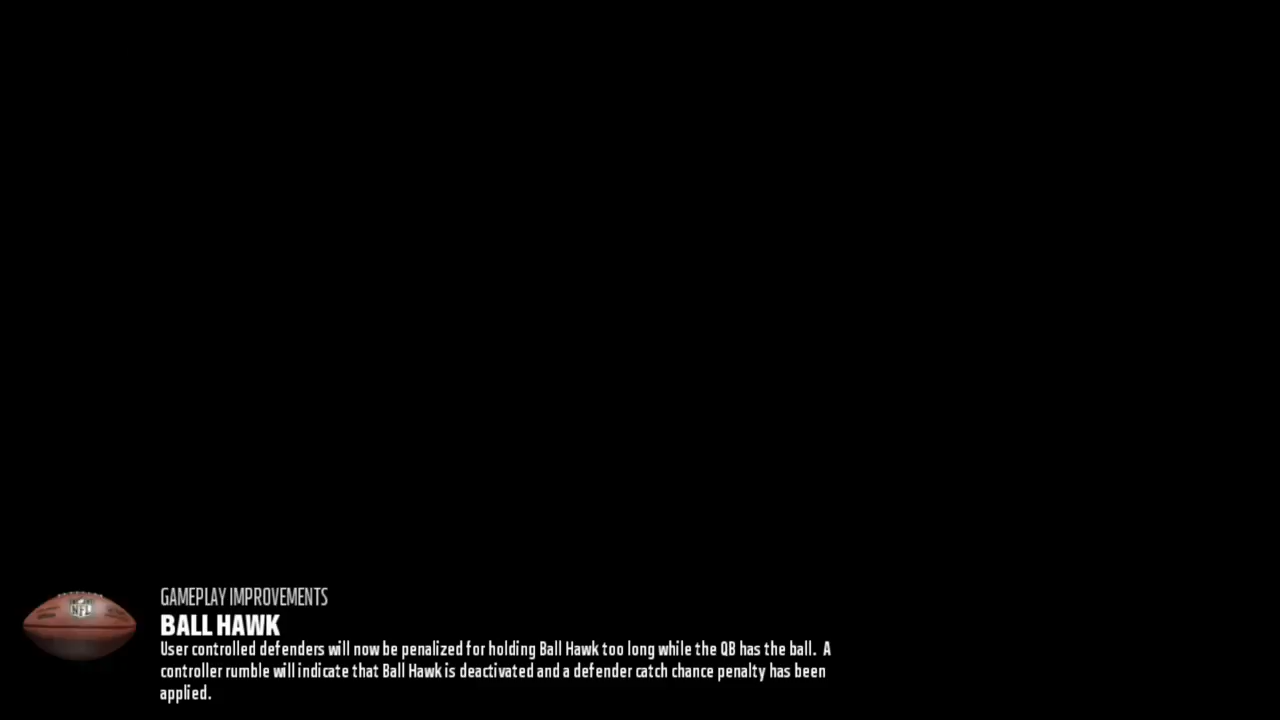 GAMEPLAY IMPROVEMENTS
BALL HAWK
User controlled defenders will now be penalized for holding Ball Hawk too long while the QB has the ball.  A
controller rumble will indicate that Ball Hawk is deactivated and a defender catch chance penalty has been
applied.
NFL